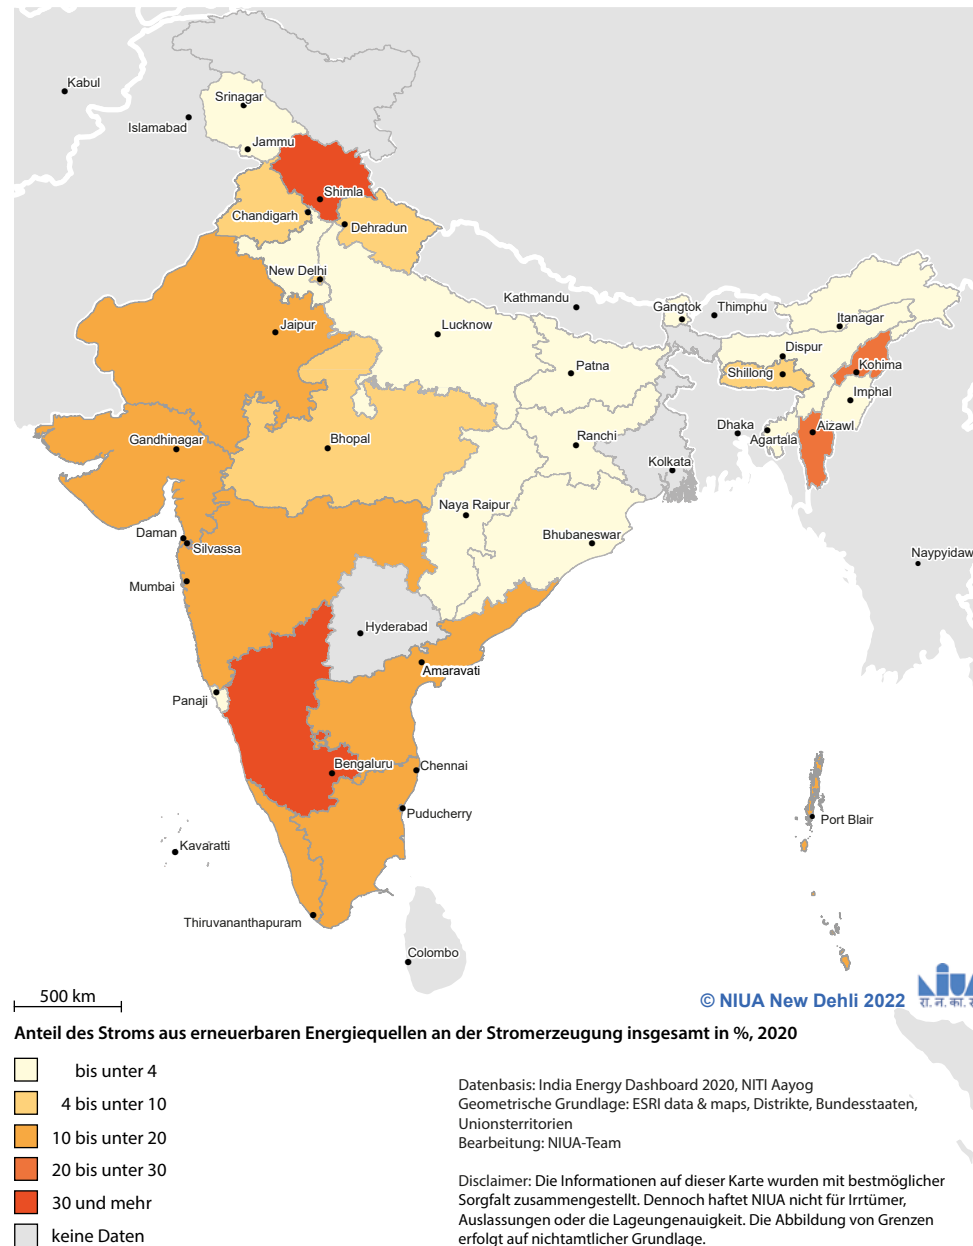 Kabul
Srinagar
Islamabad
Jammu
Shimla
Chandigarh
Dehradun
New Delhi
Kathmandu
Gangtok
Thimphu
Itanagar
Jaipur
Lucknow
Dispur
Patna
Shillong
Kohima
Imphal
Gandhinagar
Bhopal
Ranchi
Dhaka
Agartala
Aizawl
Kolkata
Naya Raipur
Daman
Silvassa
Bhubaneswar
Naypyidaw
Mumbai
Hyderabad
Amaravati
Panaji
Bengaluru
Chennai
Puducherry
Port Blair
Kavaratti
Thiruvananthapuram
Colombo
500 km
© NIUA New Dehli 2022
NIUA
रा. न. का. सं
Anteil des Stroms aus erneuerbaren Energiequellen an der Stromerzeugung insgesamt in %, 2020
bis unter 4
4 bis unter 10
10 bis unter 20
20 bis unter 30
30 und mehr
keine Daten
Datenbasis: India Energy Dashboard 2020, NITI Aayog
Geometrische Grundlage: ESRI data & maps, Distrikte, Bundesstaaten,
Unionsterritorien
Bearbeitung: NIUA-Team
Disclaimer: Die Informationen auf dieser Karte wurden mit bestmöglicher
Sorgfalt zusammengestellt. Dennoch haftet NIUA nicht für Irrtümer,
Auslassungen oder die Lageungenauigkeit. Die Abbildung von Grenzen
erfolgt auf nichtamtlicher Grundlage.